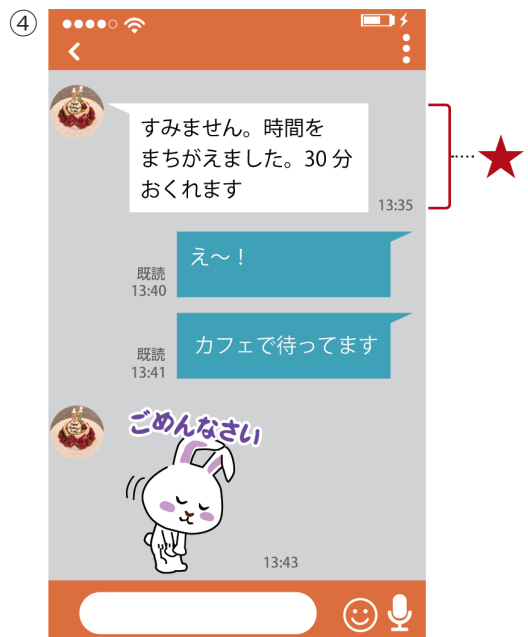 ④
すみません。時間を
まちがえました。30 分
おくれます
13:35
え〜！
既読
13:40
カフェで待ってます
既読
13:41
ごめんなさい
13:43